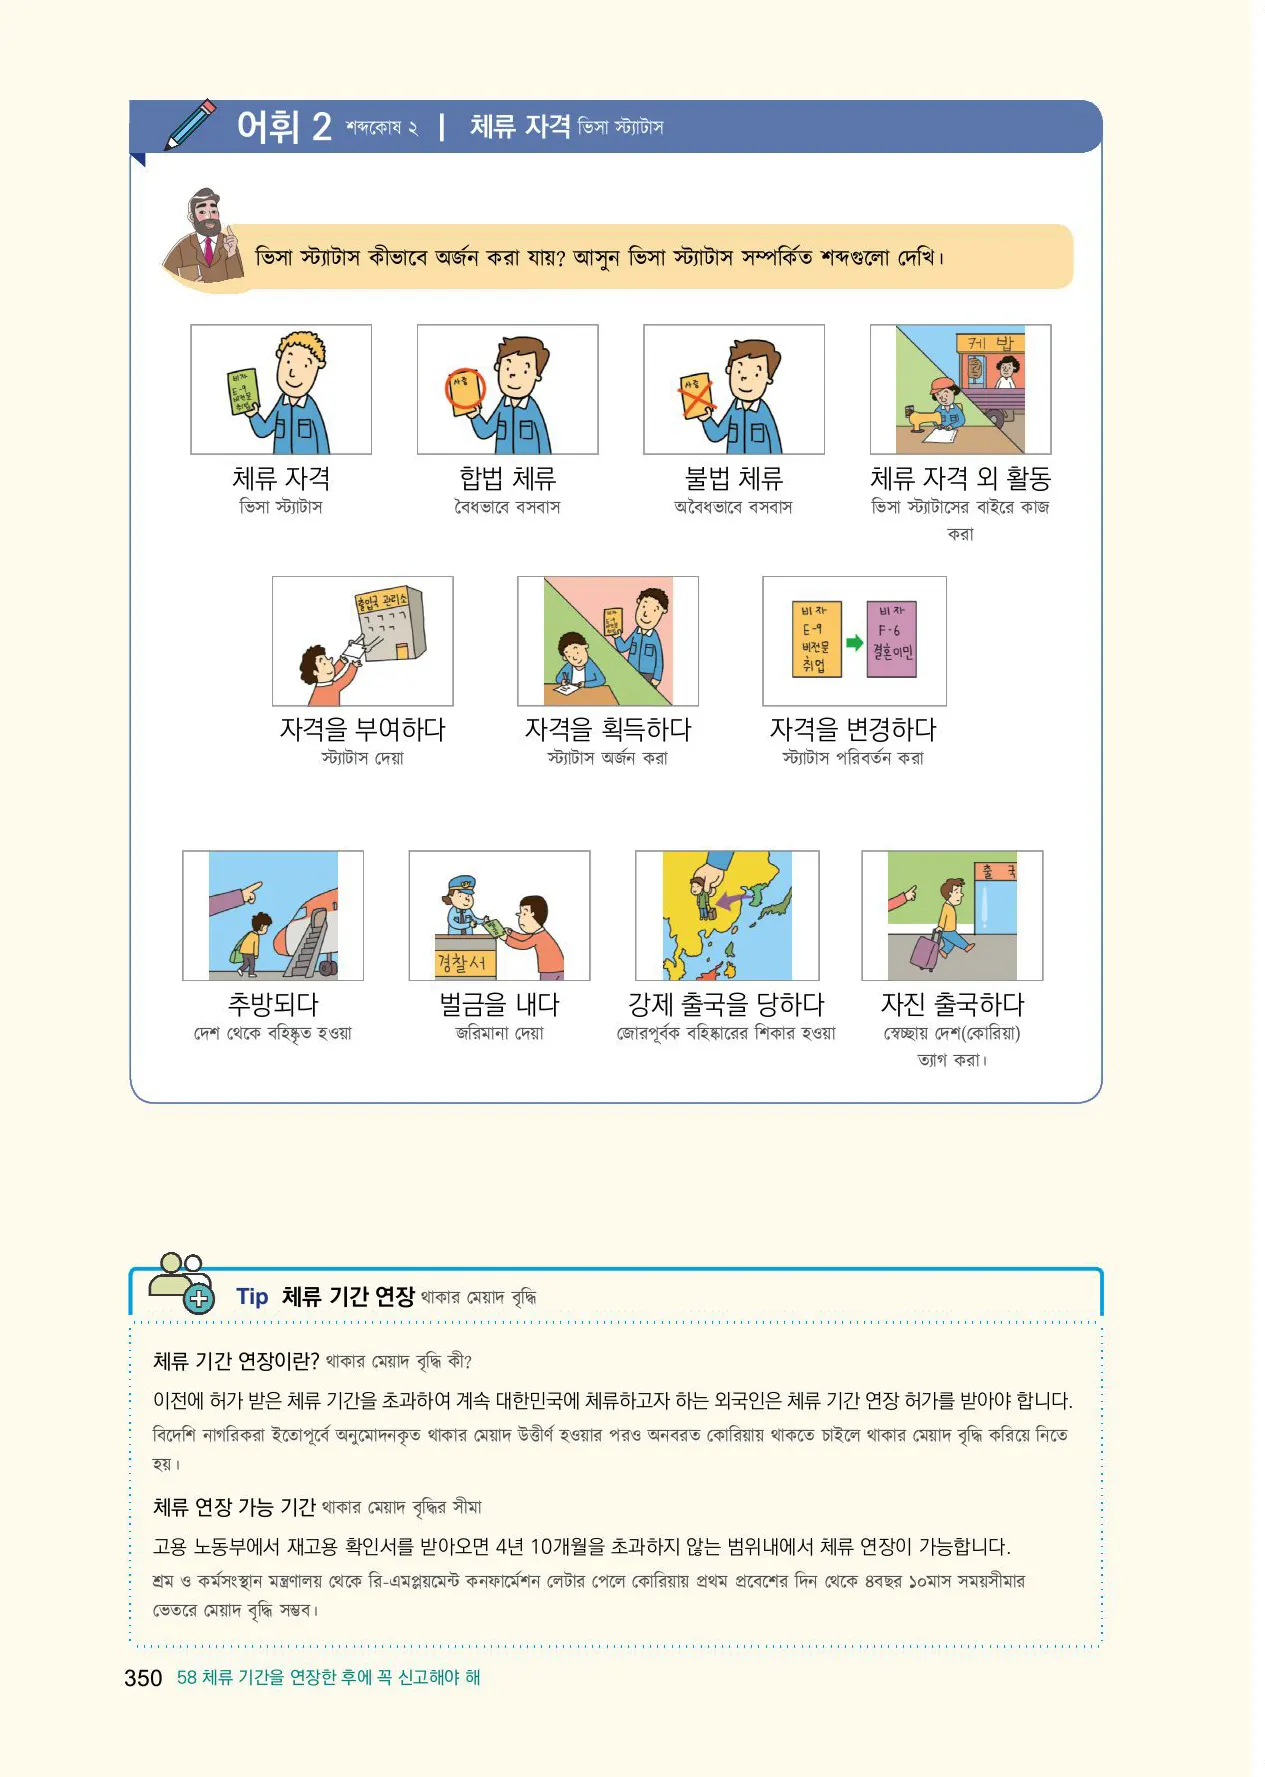 어휘 2 শব্দকোষ ২ | 체류 자격 ভিসা স্ট্যাটাস
ভিসা স্ট্যাটাস কীভাবে অর্জন করা যায়? আসুন ভিসা স্ট্যাটাস সম্পর্কিত শব্দগুলো দেখি।
비자
E-9
비전문
취업
사증
사증
케밥
체류 자격
합법 체류
불법 체류
체류 자격 외 활동
ভিসা স্ট্যাটাস
বৈধভাবে বসবাস
অবৈধভাবে বসবাস
ভিসা স্ট্যাটাসের বাইরে কাজ
করা
출입국 관리소
비자
E-9
비전문
취업
비자
E-9
비전문
취업
비자
F-6
결혼이민
자격을 부여하다
자격을 획득하다
자격을 변경하다
স্ট্যাটাস দেয়া
স্ট্যাটাস অর্জন করা
স্ট্যাটাস পরিবর্তন করা
경찰서
출국
추방되다
벌금을 내다
강제 출국을 당하다
자진 출국하다
দেশ থেকে বহিষ্কৃত হওয়া
জরিমানা দেয়া
জোরপূর্বক বহিষ্কারের শিকার হওয়া
স্বেচ্ছায় দেশ(কোরিয়া)
ত্যাগ করা।
Tip 체류 기간 연장 থাকার মেয়াদ বৃদ্ধি
체류 기간 연장이란? থাকার মেয়াদ বৃদ্ধি কী?
이전에 허가 받은 체류 기간을 초과하여 계속 대한민국에 체류하고자 하는 외국인은 체류 기간 연장 허가를 받아야 합니다.
বিদেশি নাগরিকরা ইতোপূর্বে অনুমোদনকৃত থাকার মেয়াদ উত্তীর্ণ হওয়ার পরও অনবরত কোরিয়ায় থাকতে চাইলে থাকার মেয়াদ বৃদ্ধি করিয়ে নিতে
হয়।
체류 연장 가능 기간 থাকার মেয়াদ বৃদ্ধির সীমা
고용 노동부에서 재고용 확인서를 받아오면 4년 10개월을 초과하지 않는 범위내에서 체류 연장이 가능합니다.
শ্রম ও কর্মসংস্থান মন্ত্রণালয় থেকে রি-এমপ্লয়মেন্ট কনফার্মেশন লেটার পেলে কোরিয়ায় প্রথম প্রবেশের দিন থেকে ৪বছর ১০মাস সময়সীমার
ভেতরে মেয়াদ বৃদ্ধি সম্ভব।
350 58 체류 기간을 연장한 후에 꼭 신고해야 해